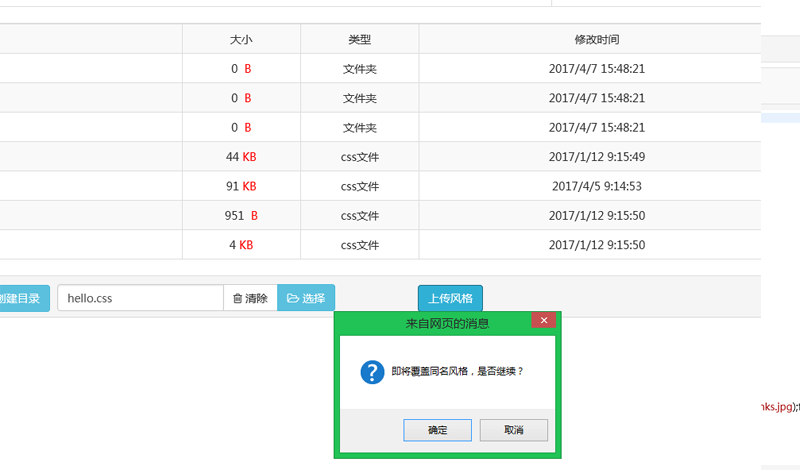 大小 类型 修改时间
0 B 文件夹 2017/4/7 15:48:21
0 B 文件夹 2017/4/7 15:48:21
0 B 文件夹 2017/4/7 15:48:21
44 KB css文件 2017/1/12 9:15:49
91 KB css文件 2017/4/5 9:14:53
951 B css文件 2017/1/12 9:15:50
4 KB css文件 2017/1/12 9:15:50
创建目录 hello.css 清除 选择 上传风格
来自网页的消息
即将覆盖同名风格，是否继续？
nks.jpg);
确定 取消